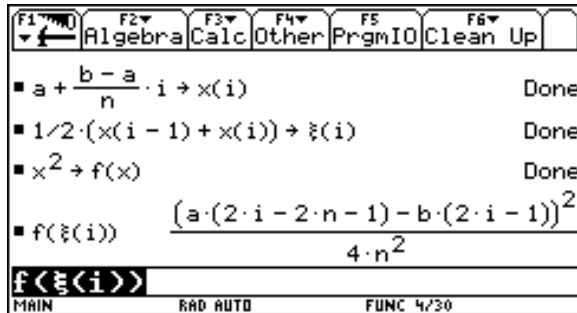 F1 F2▾ F3▾ F4▾ F5 F6▾
Algebra Calc Other PrgmIO Clean Up
▪ a + (b − a)/n · i → x(i) Done
▪ 1/2·(x(i − 1) + x(i)) → ξ(i) Done
▪ x² → f(x) Done
▪ f(ξ(i)) (a·(2·i − 2·n − 1) − b·(2·i − 1))² / 4·n²
f(ξ(i))
MAIN RAD AUTO FUNC 4/30